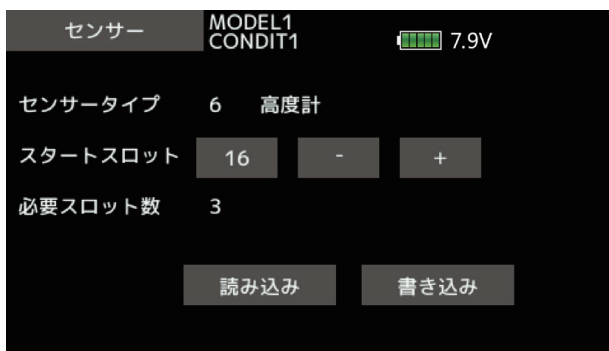 センサー
MODEL1
CONDIT1
7.9V
センサータイプ 6 高度計
スタートスロット 16 - +
必要スロット数 3
読み込み 書き込み